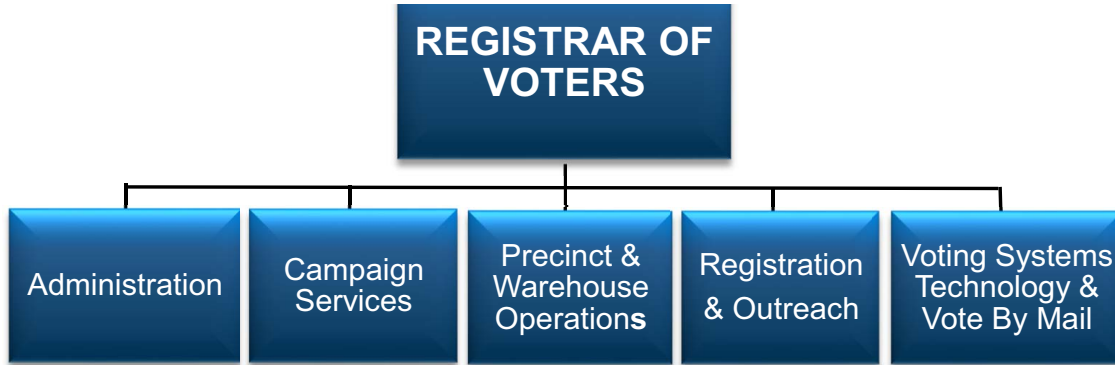 REGISTRAR OF
VOTERS
Administration
Campaign
Services
Precinct &
Warehouse
Operations
Registration
& Outreach
Voting Systems
Technology &
Vote By Mail